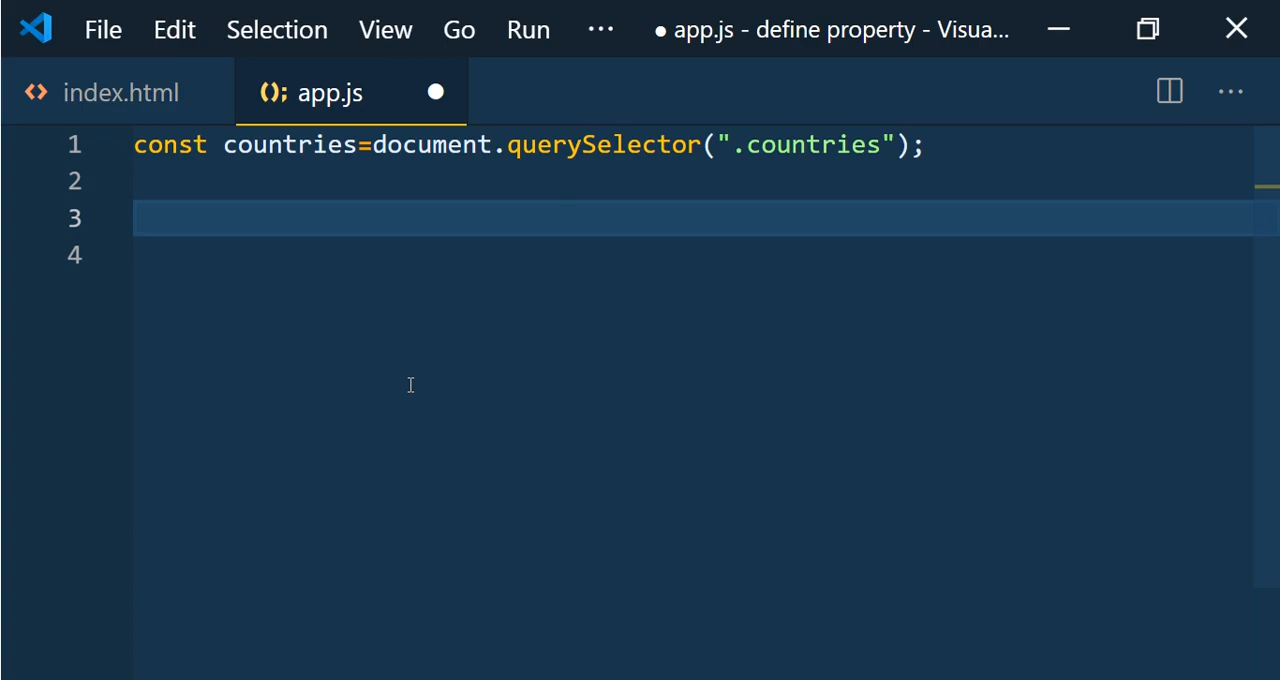 File Edit Selection View Go Run ··· ● app.js - define property - Visua...
index.html (); app.js ●
1 const countries=document.querySelector(".countries");
2
3
4